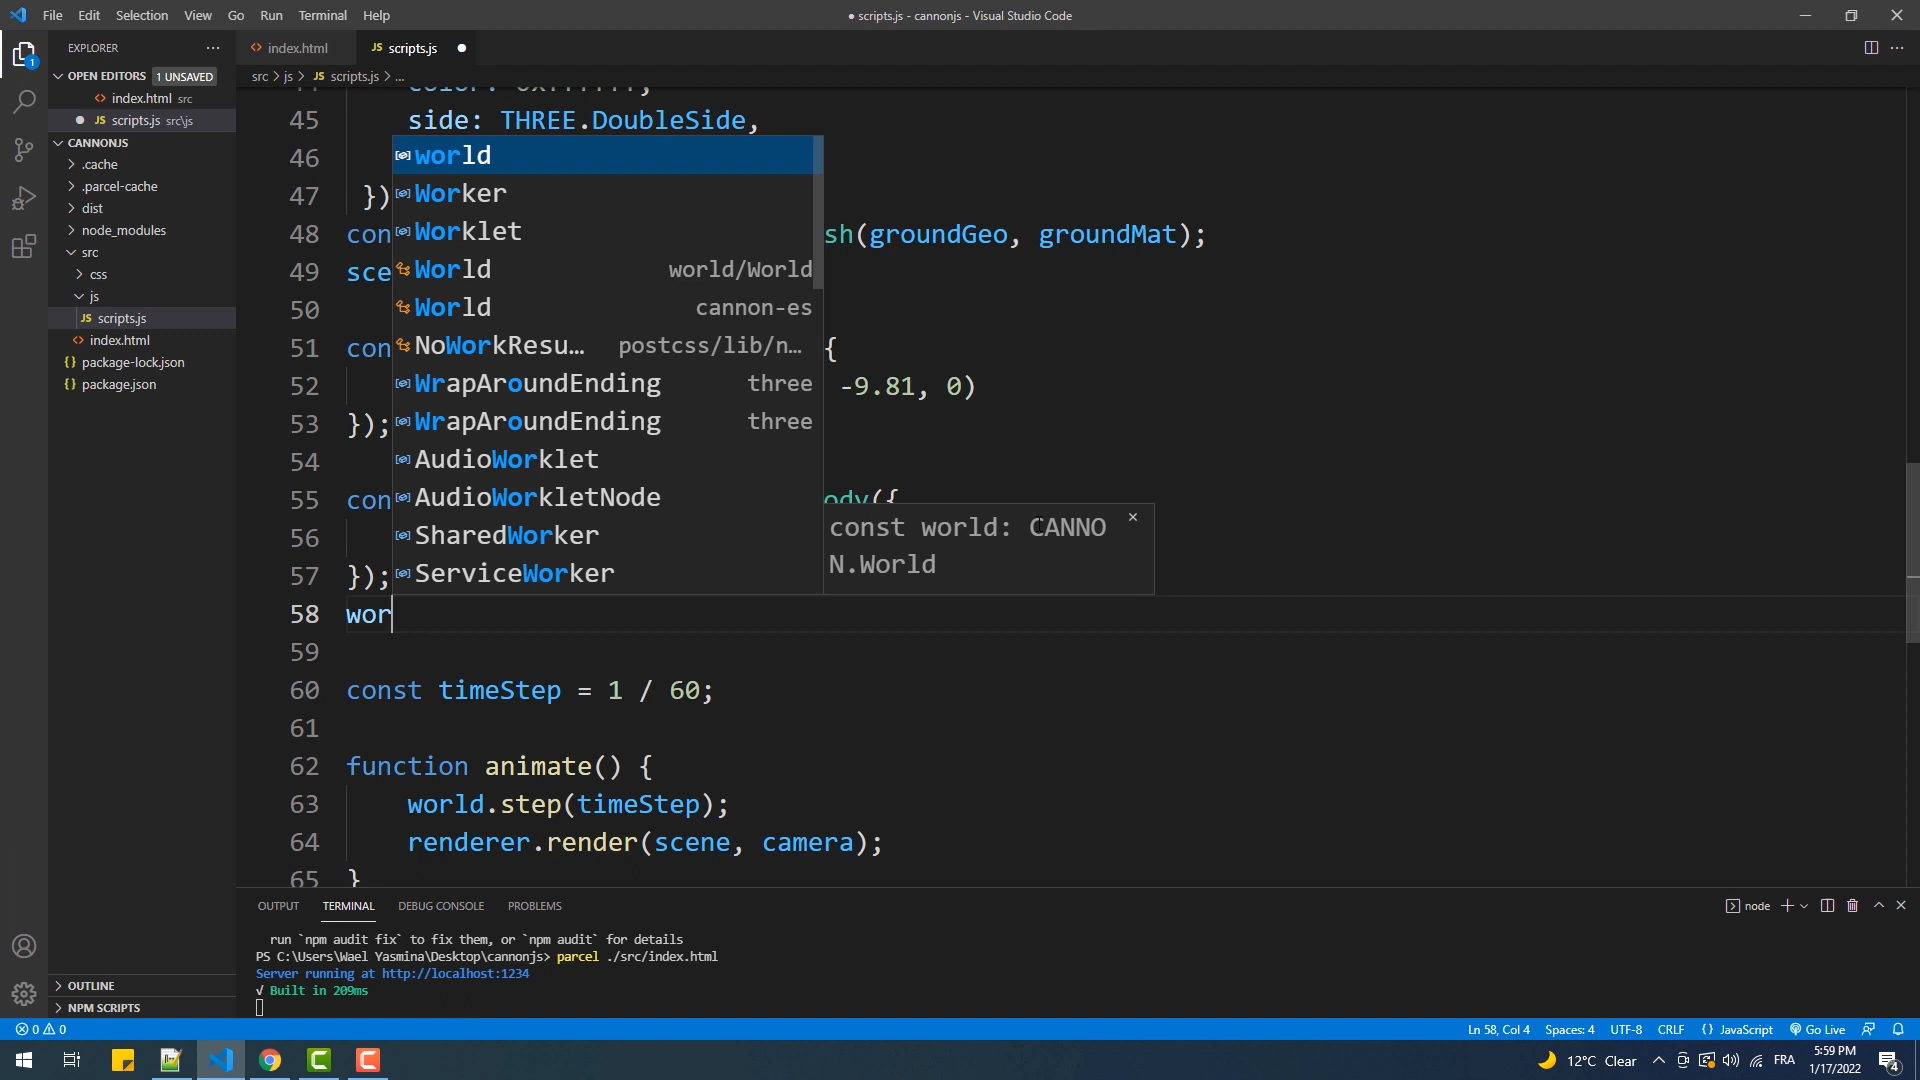 File Edit Selection View Go Run Terminal Help
● scripts.js - cannonjs - Visual Studio Code
EXPLORER
index.html
JS scripts.js
OPEN EDITORS 1 UNSAVED
src > js > JS scripts.js > ...
index.html src
JS scripts.js src\js
CANNONJS
.cache
.parcel-cache
dist
node_modules
src
css
js
JS scripts.js
index.html
package-lock.json
package.json
OUTLINE
NPM SCRIPTS
45 side: THREE.DoubleSide,
46
47 })
48 con sh(groundGeo, groundMat);
49 sce
50
51 con {
52 -9.81, 0)
53 });
54
55 con ody({
56
57 });
58 wor
59
60 const timeStep = 1 / 60;
61
62 function animate() {
63 world.step(timeStep);
64 renderer.render(scene, camera);
65 }
world
Worker
Worklet
World world/World
World cannon-es
NoWorkResu… postcss/lib/n…
WrapAroundEnding three
WrapAroundEnding three
AudioWorklet
AudioWorkletNode
SharedWorker
ServiceWorker
const world: CANNO
N.World
OUTPUT TERMINAL DEBUG CONSOLE PROBLEMS
node
run `npm audit fix` to fix them, or `npm audit` for details
PS C:\Users\Wael Yasmina\Desktop\cannonjs> parcel ./src/index.html
Server running at http://localhost:1234
√ Built in 209ms
0 0
Ln 58, Col 4 Spaces: 4 UTF-8 CRLF {} JavaScript Go Live
12°C Clear
FRA
5:59 PM
1/17/2022
4
1